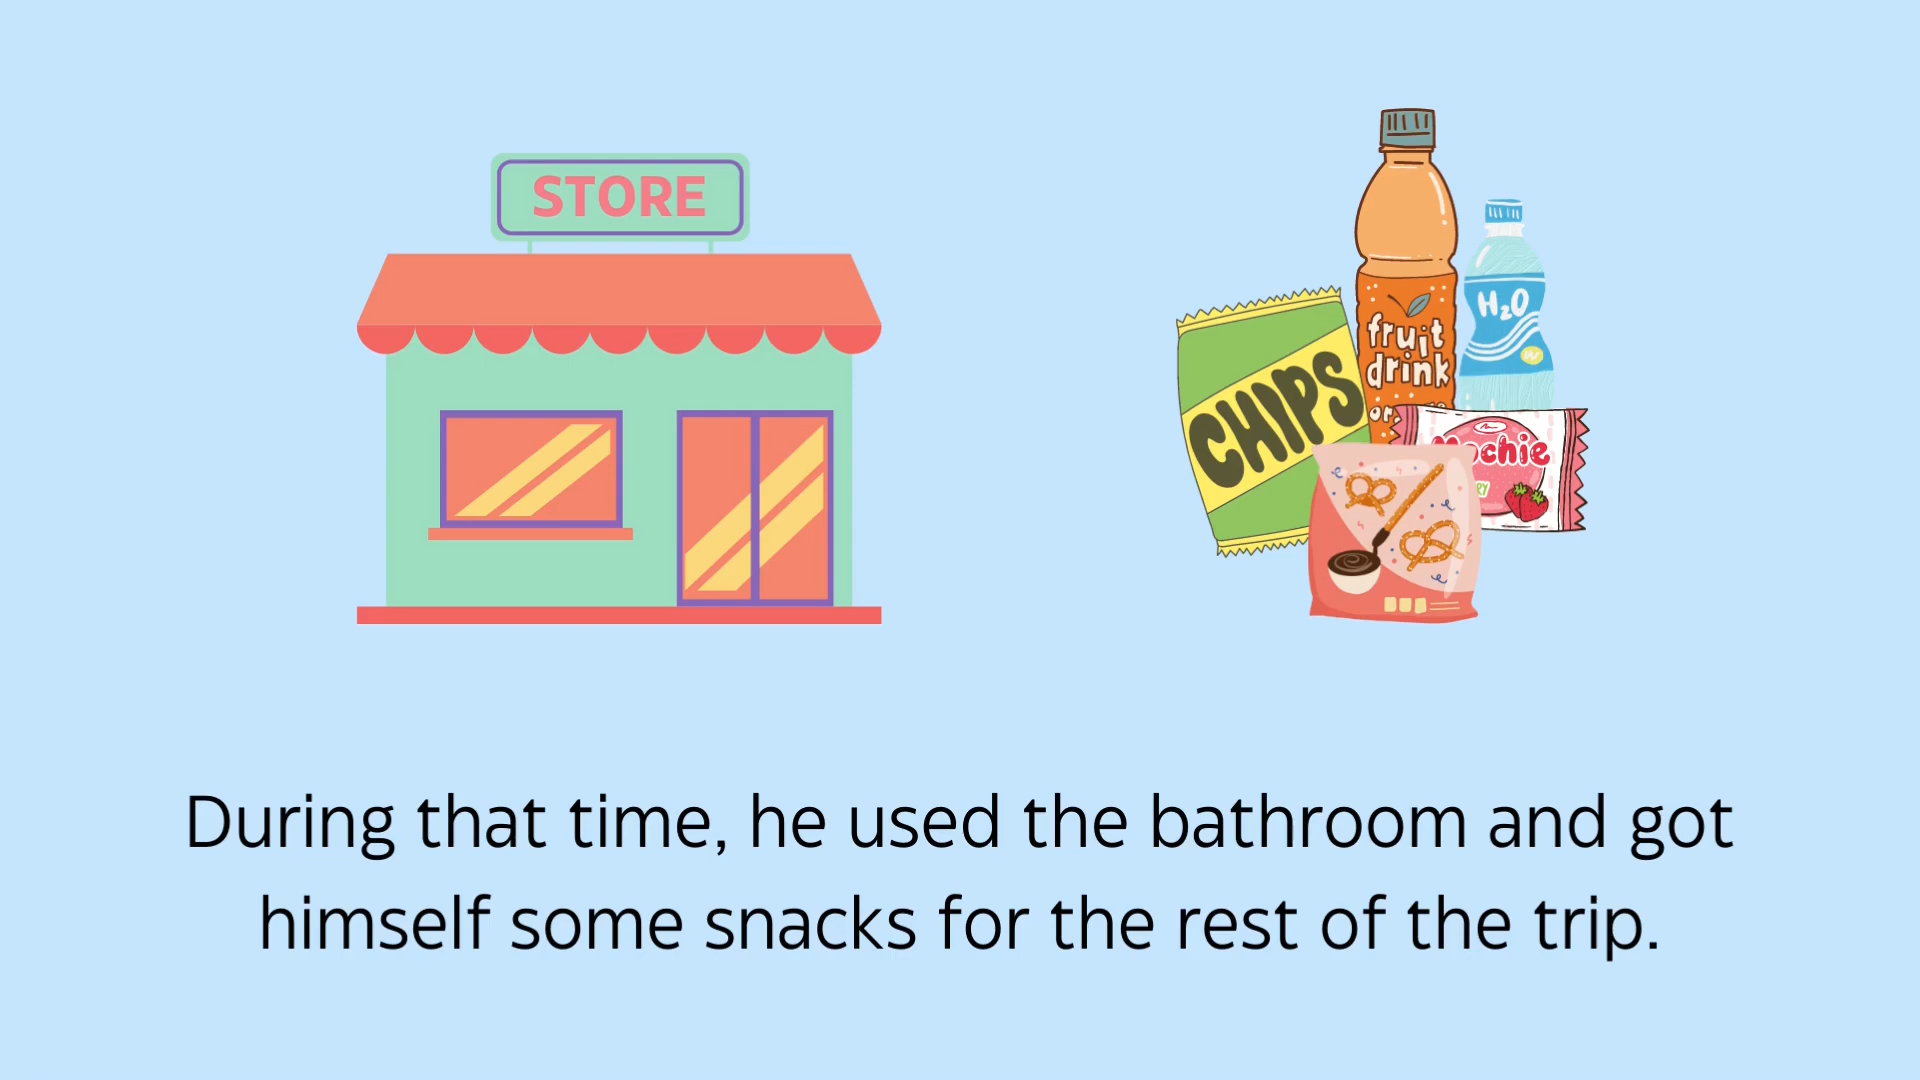 STORE
fruit
drink
H₂O
CHIPS
During that time, he used the bathroom and got
himself some snacks for the rest of the trip.